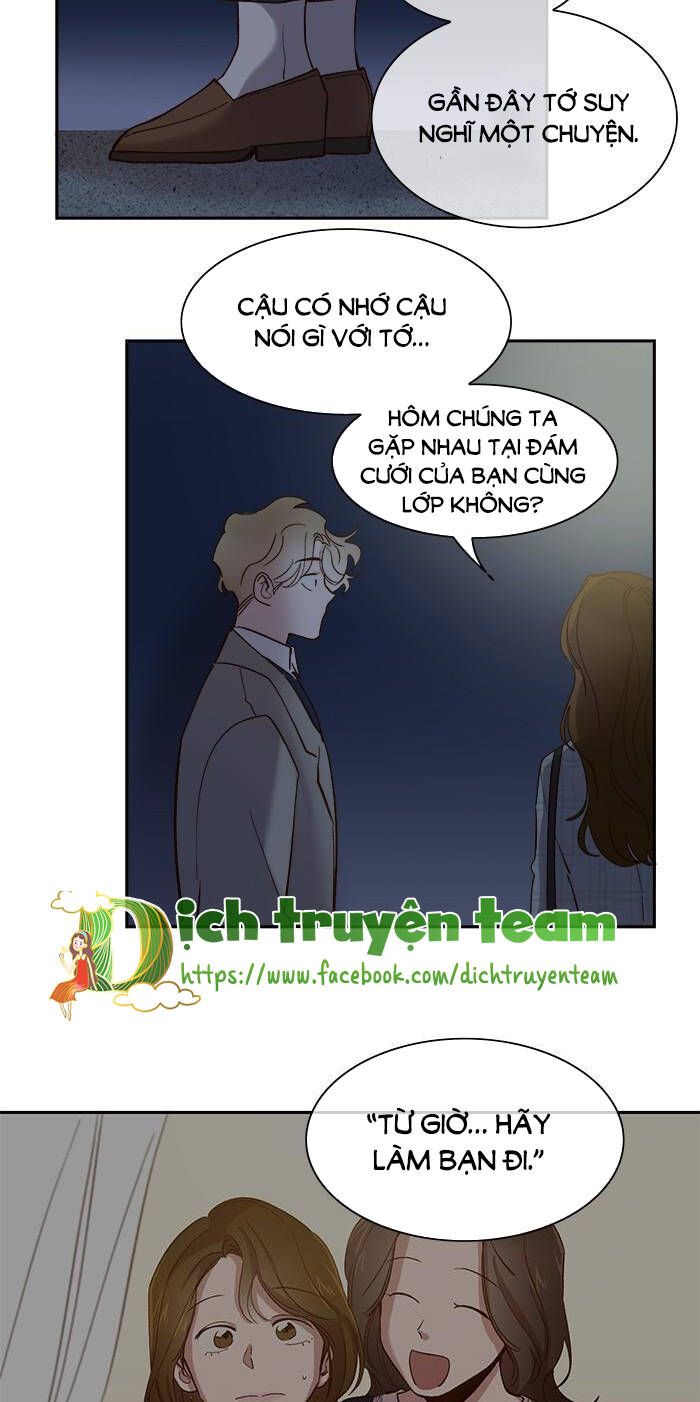 GẦN ĐÂY TỚ SUY
NGHĨ MỘT CHUYỆN.
CẬU CÓ NHỚ CẬU
NÓI GÌ VỚI TỚ...
HÔM CHÚNG TA
GẶP NHAU TẠI ĐÁM
CƯỚI CỦA BẠN CÙNG
LỚP KHÔNG?
Dịch truyện team
https://www.facebook.com/dichtruyenteam
“TỪ GIỜ... HÃY
LÀM BẠN ĐI.”